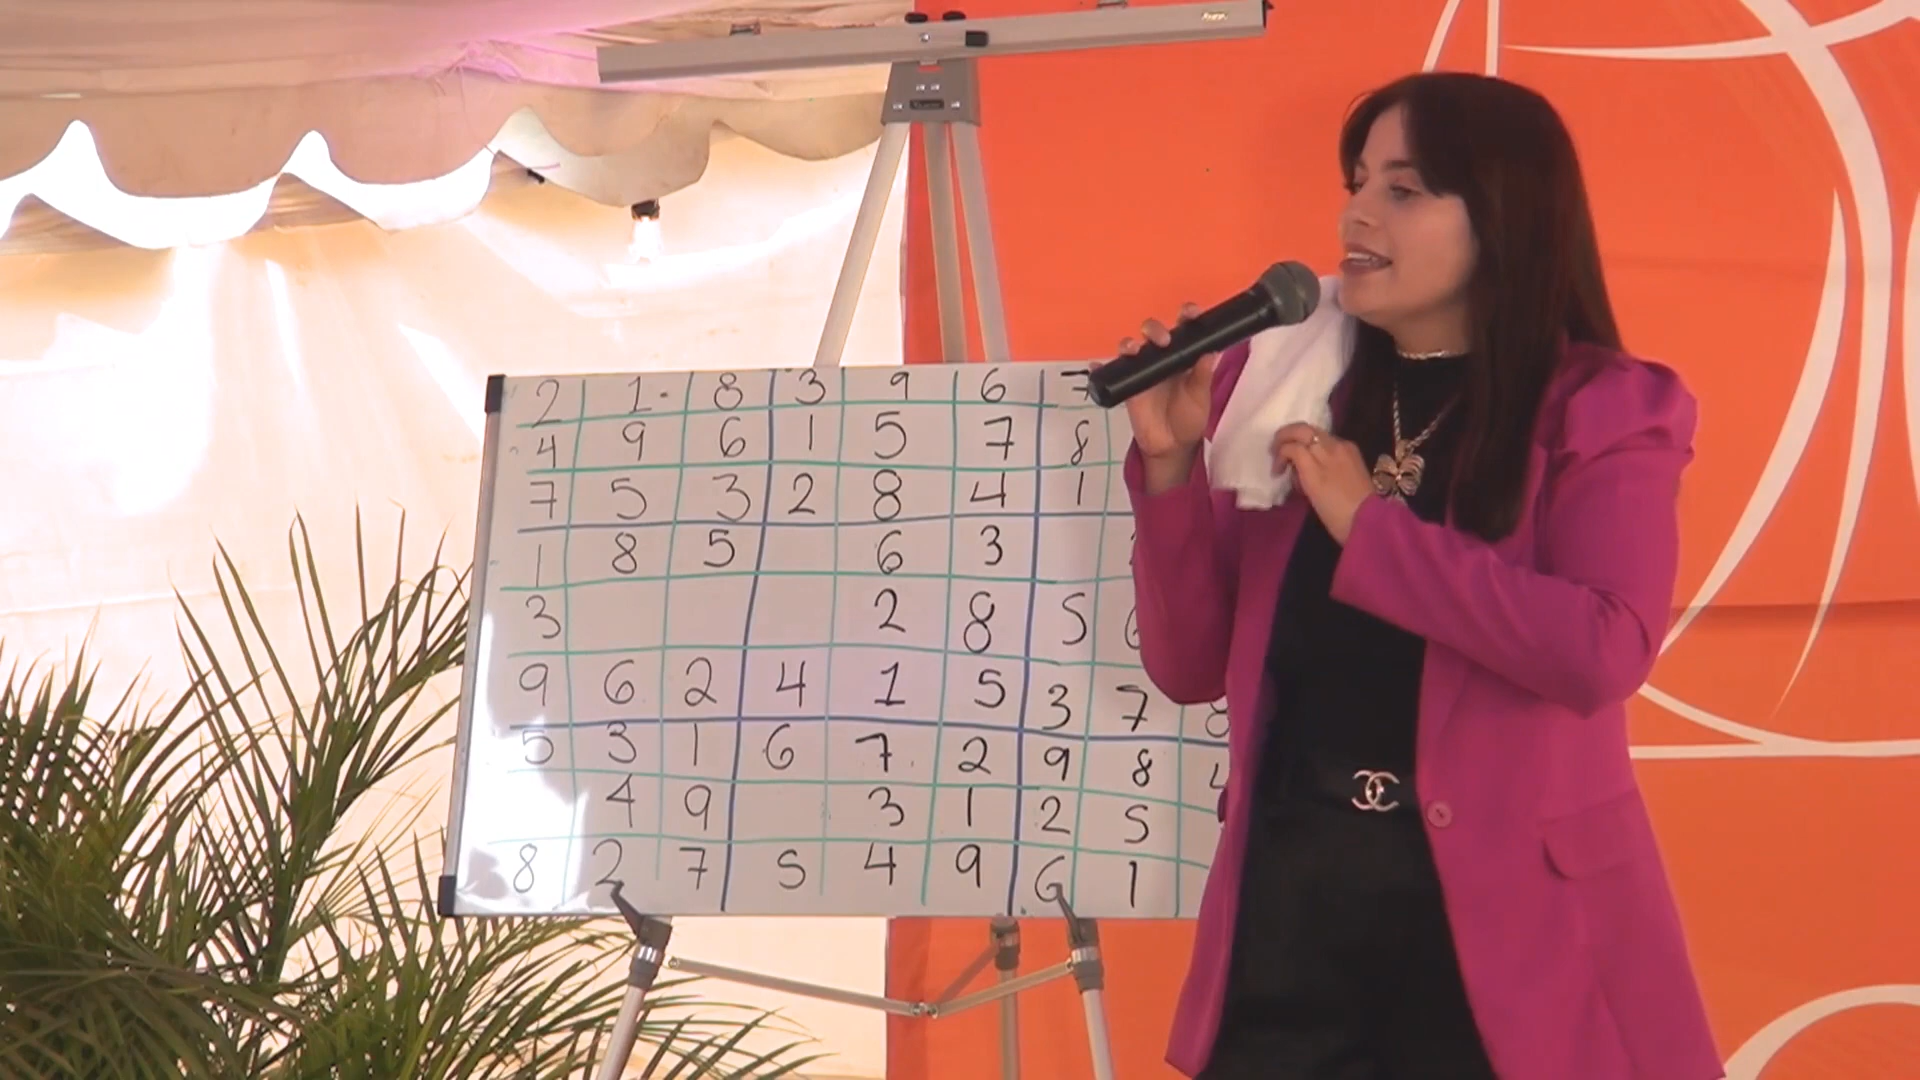 2 1 8 3 9 6 7
4 9 6 1 5 7 8
7 5 3 2 8 4 1
1 8 5 6 3
3 2 8 5
9 6 2 4 1 5 3 7
5 3 1 6 7 2 9 8
4 9 3 1 2 5
8 2 7 5 4 9 6 1